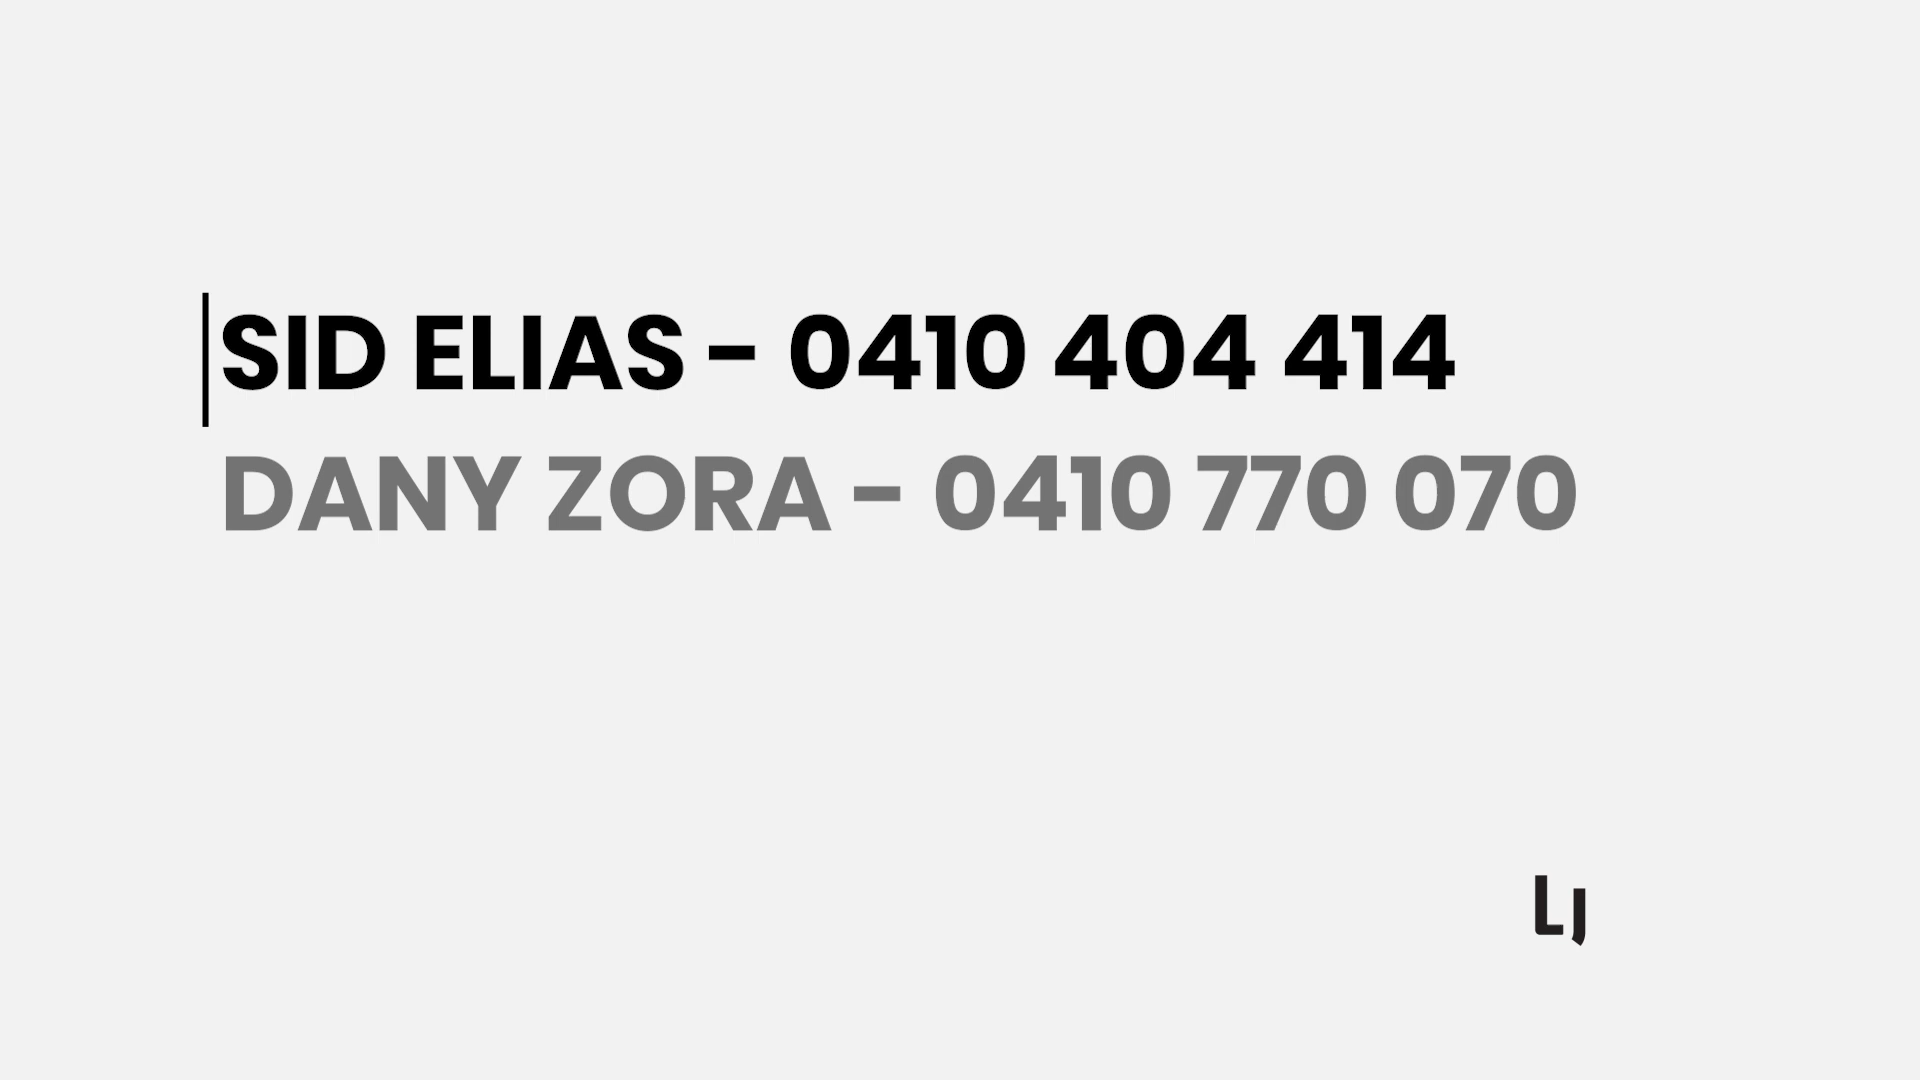 SID ELIAS – 0410 404 414
DANY ZORA – 0410 770 070
LJ